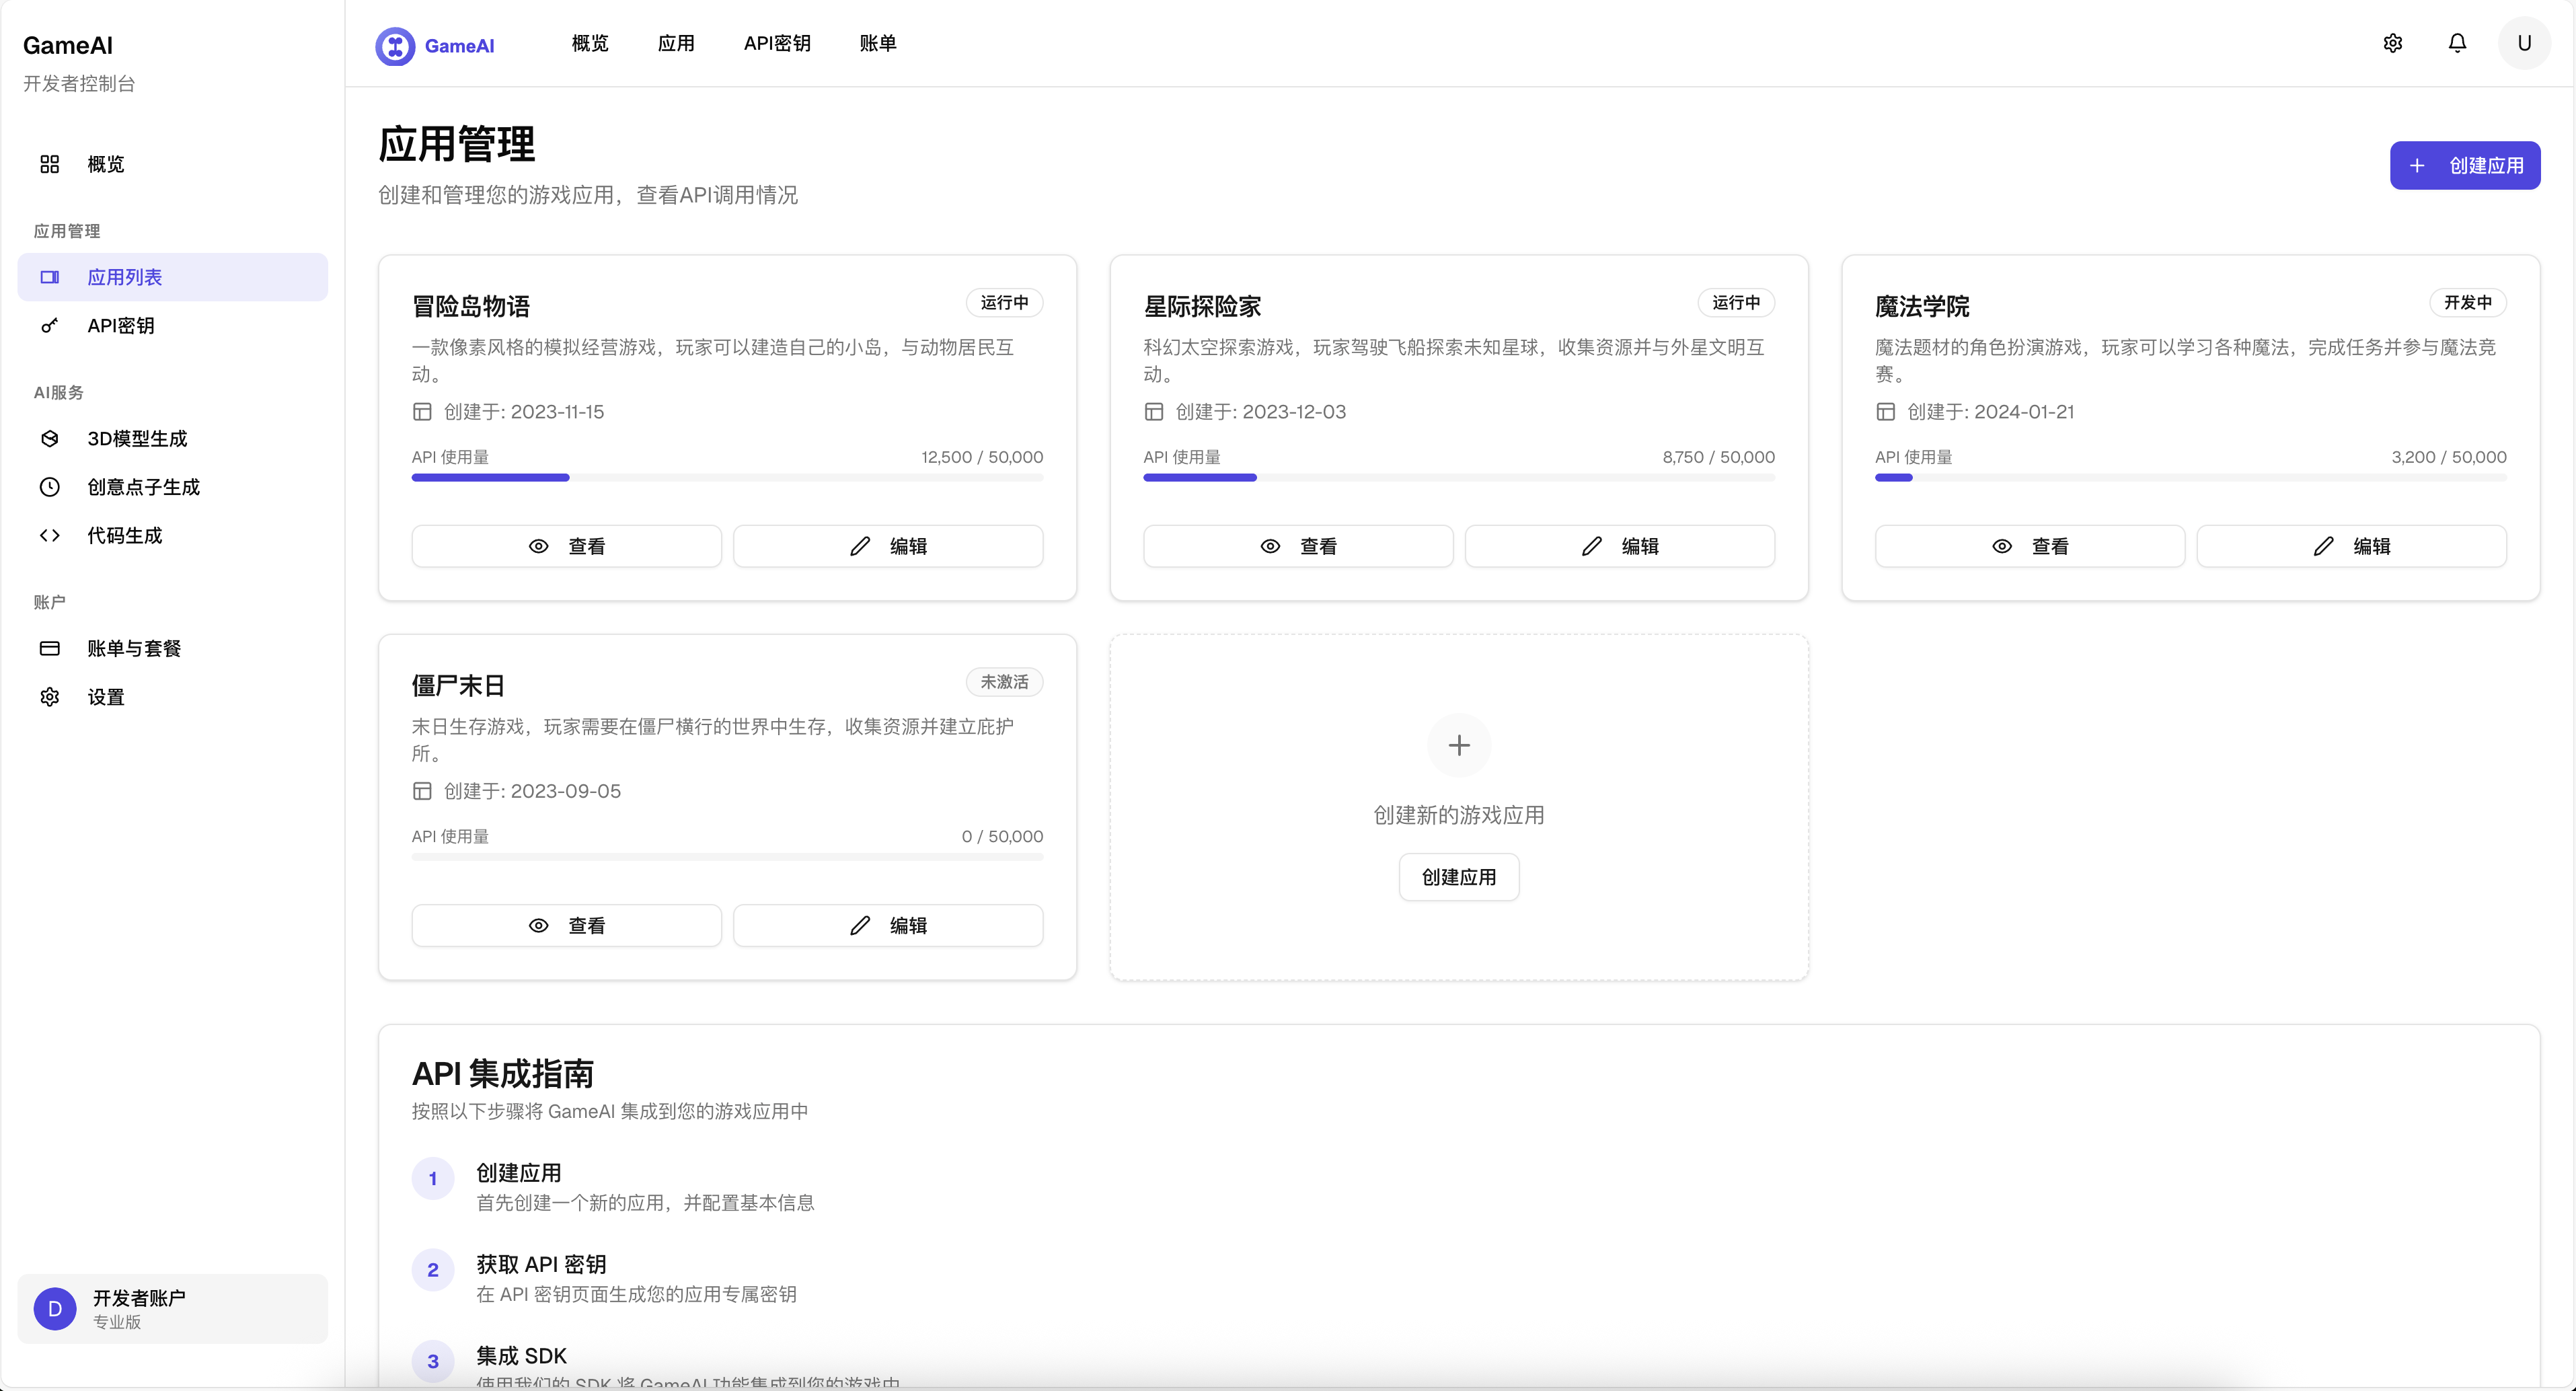 GameAI
开发者控制台
概览
应用管理
应用列表
API密钥
AI服务
3D模型生成
创意点子生成
代码生成
账户
账单与套餐
设置
D
开发者账户
专业版
GameAI
概览
应用
API密钥
账单
U
应用管理
创建和管理您的游戏应用，查看API调用情况
创建应用
冒险岛物语
运行中
一款像素风格的模拟经营游戏，玩家可以建造自己的小岛，与动物居民互
动。
创建于: 2023-11-15
API 使用量
12,500 / 50,000
查看
编辑
星际探险家
运行中
科幻太空探索游戏，玩家驾驶飞船探索未知星球，收集资源并与外星文明互
动。
创建于: 2023-12-03
API 使用量
8,750 / 50,000
查看
编辑
魔法学院
开发中
魔法题材的角色扮演游戏，玩家可以学习各种魔法，完成任务并参与魔法竞
赛。
创建于: 2024-01-21
API 使用量
3,200 / 50,000
查看
编辑
僵尸末日
未激活
末日生存游戏，玩家需要在僵尸横行的世界中生存，收集资源并建立庇护
所。
创建于: 2023-09-05
API 使用量
0 / 50,000
查看
编辑
创建新的游戏应用
创建应用
API 集成指南
按照以下步骤将 GameAI 集成到您的游戏应用中
1
创建应用
首先创建一个新的应用，并配置基本信息
2
获取 API 密钥
在 API 密钥页面生成您的应用专属密钥
3
集成 SDK
使用我们的 SDK 将 GameAI 功能集成到您的游戏中